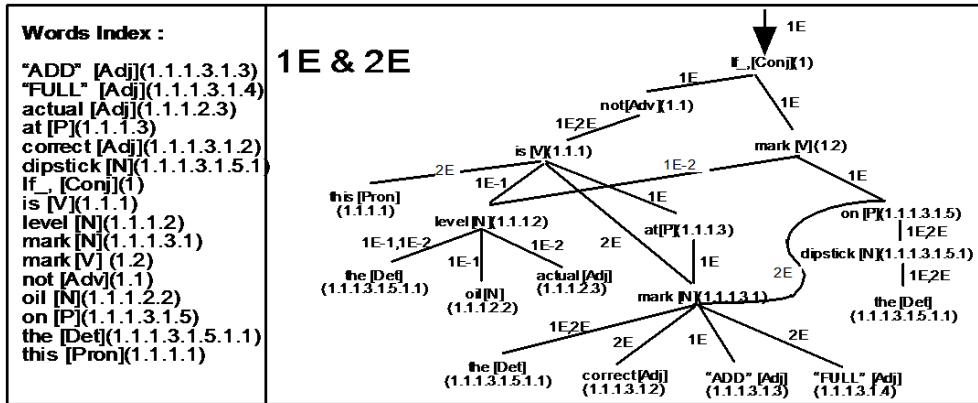 Words Index :
“ADD” [Adj](1.1.1.3.1.3)
“FULL” [Adj](1.1.1.3.1.4)
actual [Adj](1.1.1.2.3)
at [P](1.1.1.3)
correct [Adj](1.1.1.3.1.2)
dipstick [N](1.1.1.3.1.5.1)
If_, [Conj](1)
is [V](1.1.1)
level [N](1.1.1.2)
mark [N](1.1.1.3.1)
mark [V] (1.2)
not [Adv](1.1)
oil [N](1.1.1.2.2)
on [P](1.1.1.3.1.5)
the [Det](1.1.1.3.1.5.1.1)
this [Pron](1.1.1.1)
1E & 2E
1E
If_,[Conj](1)
1E
1E
not[Adv](1.1)
1E,2E
is [V](1.1.1)
mark [V](1.2)
2E
1E-1
1E-2
1E
1E
this [Pron]
(1.1.1.1)
level [N](1.1.1.2)
at[P](1.1.1.3)
on [P](1.1.1.3.1.5)
1E-1,1E-2
1E-1
1E-2
2E
1E
2E
1E,2E
dipstick [N](1.1.1.3.1.5.1)
1E,2E
the [Det]
(1.1.1.3.1.5.1.1)
oil [N]
(1.1.1.2.2)
actual [Adj]
(1.1.1.2.3)
mark [N](1.1.1.3.1)
the [Det]
(1.1.1.3.1.5.1.1)
1E,2E
2E
1E
2E
the [Det]
(1.1.1.3.1.5.1.1)
correct [Adj]
(1.1.1.3.1.2)
“ADD” [Adj]
(1.1.1.3.1.3)
“FULL” [Adj]
(1.1.1.3.1.4)